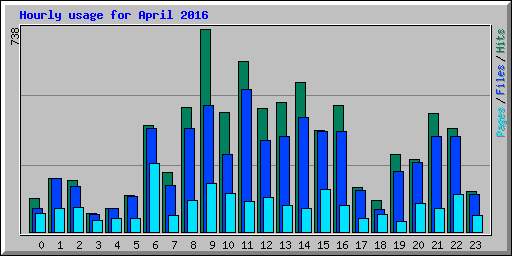 Hourly usage for April 2016
738
Pages/Files/Hits
0 1 2 3 4 5 6 7 8 9 10 11 12 13 14 15 16 17 18 19 20 21 22 23